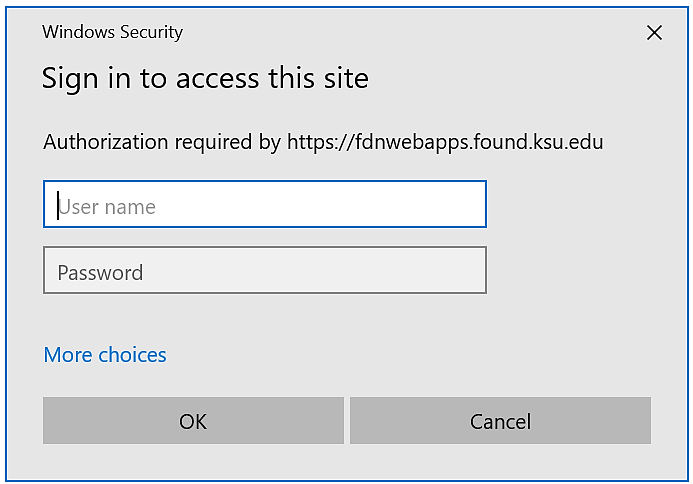 Windows Security
Sign in to access this site
Authorization required by https://fdnwebapps.found.ksu.edu
User name
Password
More choices
OK
Cancel